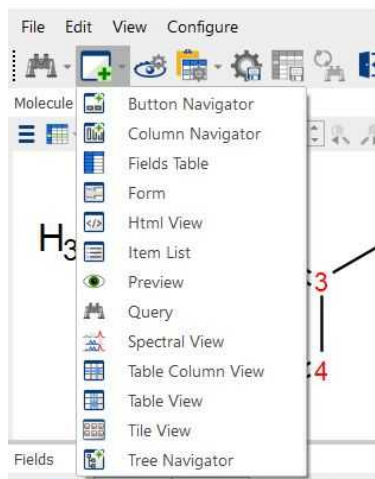 File Edit View Configure
Molecule
Button Navigator
Column Navigator
Fields Table
Form
Html View
H3
Item List
Preview
3
Query
Spectral View
Table Column View
4
Table View
Tile View
Fields
Tree Navigator